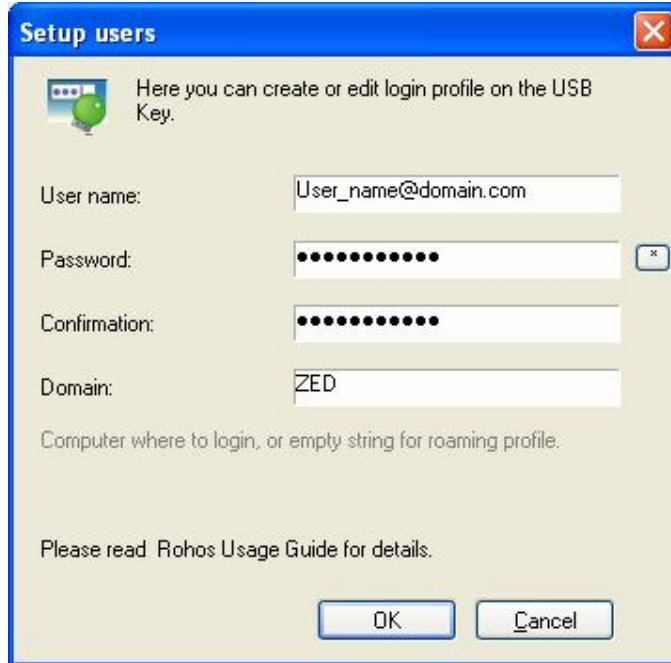 Setup users
Here you can create or edit login profile on the USB
Key.
User name:
User_name@domain.com
Password:
●●●●●●●●●●●
*
Confirmation:
●●●●●●●●●●●
Domain:
ZED
Computer where to login, or empty string for roaming profile.
Please read  Rohos Usage Guide for details.
OK
Cancel